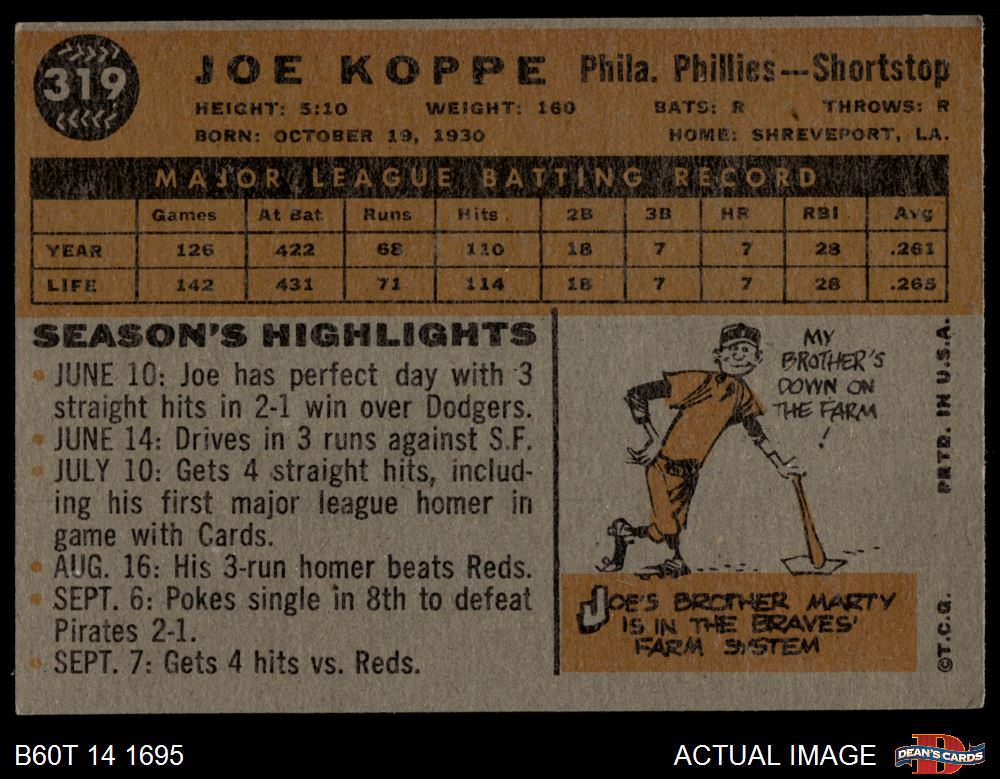 319
JOE KOPPE Phila. Phillies—Shortstop
HEIGHT: 5:10 WEIGHT: 160 BATS: R THROWS: R
BORN: OCTOBER 19, 1930 HOME: SHREVEPORT, LA.
MAJOR LEAGUE BATTING RECORD
Games At Bat Runs Hits 2B 3B HR RBI Avg
YEAR 126 422 68 110 18 7 7 28 .261
LIFE 142 431 71 114 18 7 7 28 .265
SEASON'S HIGHLIGHTS
• JUNE 10: Joe has perfect day with 3
straight hits in 2-1 win over Dodgers.
• JUNE 14: Drives in 3 runs against S.F.
• JULY 10: Gets 4 straight hits, includ-
ing his first major league homer in
game with Cards.
• AUG. 16: His 3-run homer beats Reds.
• SEPT. 6: Pokes single in 8th to defeat
Pirates 2-1.
• SEPT. 7: Gets 4 hits vs. Reds.
MY
BROTHER'S
DOWN ON
THE FARM
!
JOE'S BROTHER MARTY
IS IN THE BRAVES'
FARM SYSTEM
©T.C.G. PRTD. IN U.S.A.
B60T 14 1695 ACTUAL IMAGE
D
DEAN'S CARDS